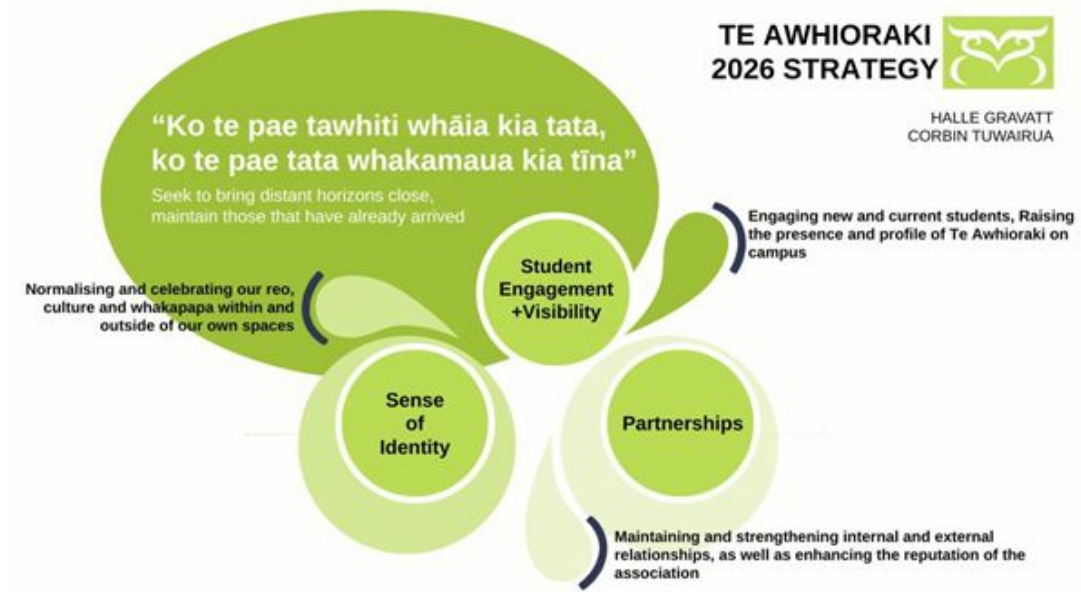 TE AWHIORAKI
2026 STRATEGY
HALLE GRAVATT
CORBIN TUWAIRUA
“Ko te pae tawhiti whāia kia tata,
ko te pae tata whakamaua kia tīna”
Seek to bring distant horizons close,
maintain those that have already arrived
Student
Engagement
+Visibility
Engaging new and current students, Raising
the presence and profile of Te Awhioraki on
campus
Normalising and celebrating our reo,
culture and whakapapa within and
outside of our own spaces
Sense
of
Identity
Partnerships
Maintaining and strengthening internal and external
relationships, as well as enhancing the reputation of the
association